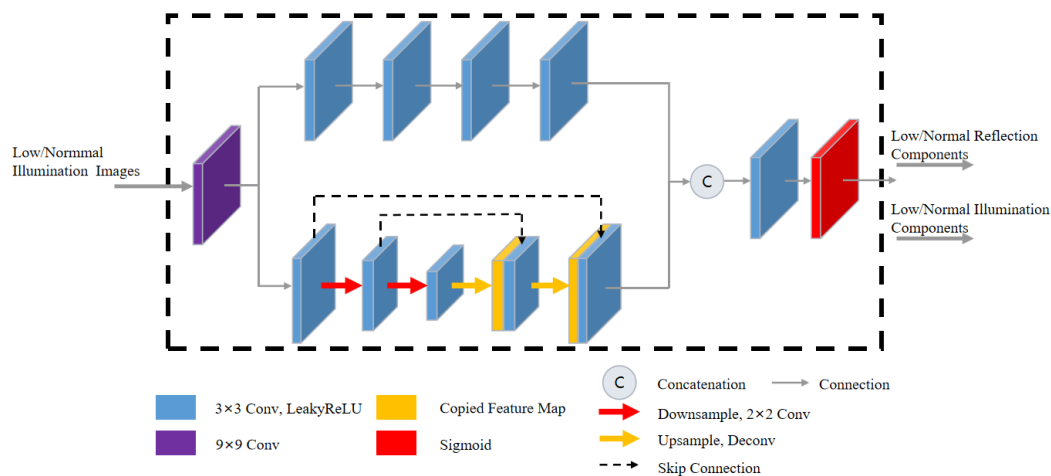 Low/Normmal
Illumination Images
C
Low/Normal Reflection
Components
Low/Normal Illumination
Components
3×3 Conv, LeakyReLU
Copied Feature Map
C
Concatenation
Connection
Downsample, 2×2 Conv
9×9 Conv
Sigmoid
Upsample, Deconv
Skip Connection